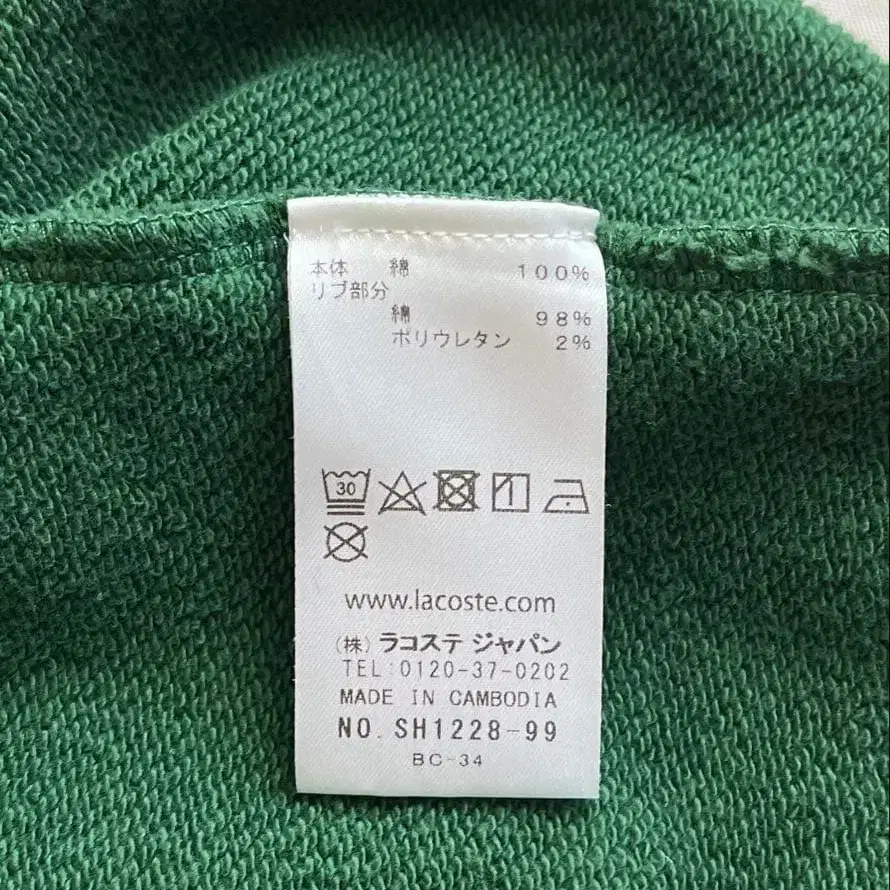 本体 綿 100%
リブ部分
綿 98%
ポリウレタン 2%
30
www.lacoste.com
(株) ラコステ ジャパン
TEL:0120-37-0202
MADE IN CAMBODIA
NO. SH1228-99
BC-34